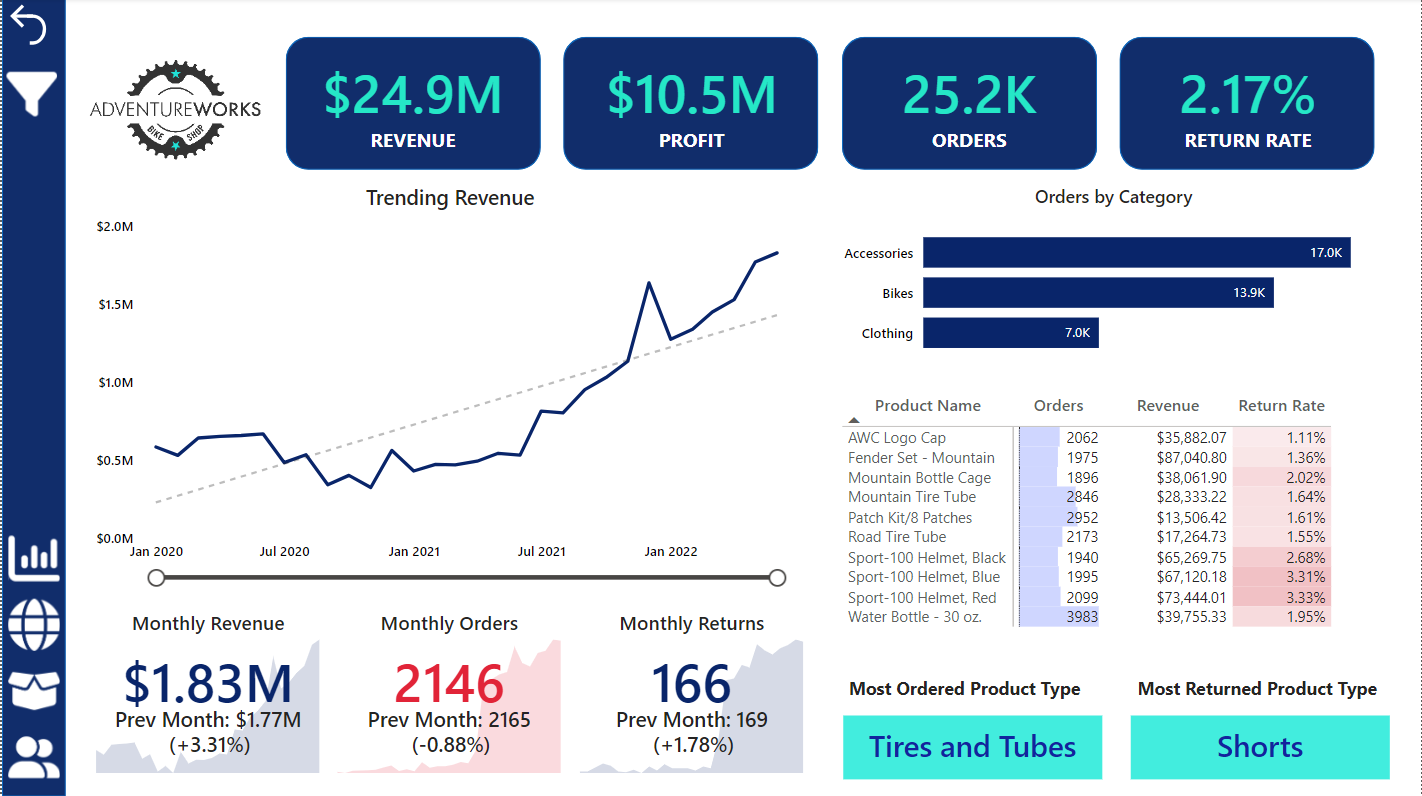 ADVENTUREWORKS
BIKE SHOP
$24.9M
REVENUE
$10.5M
PROFIT
25.2K
ORDERS
2.17%
RETURN RATE
Trending Revenue
$2.0M
$1.5M
$1.0M
$0.5M
$0.0M
Jan 2020 Jul 2020 Jan 2021 Jul 2021 Jan 2022
Orders by Category
Accessories 17.0K
Bikes 13.9K
Clothing 7.0K
Product Name Orders Revenue Return Rate
AWC Logo Cap 2062 $35,882.07 1.11%
Fender Set - Mountain 1975 $87,040.80 1.36%
Mountain Bottle Cage 1896 $38,061.90 2.02%
Mountain Tire Tube 2846 $28,333.22 1.64%
Patch Kit/8 Patches 2952 $13,506.42 1.61%
Road Tire Tube 2173 $17,264.73 1.55%
Sport-100 Helmet, Black 1940 $65,269.75 2.68%
Sport-100 Helmet, Blue 1995 $67,120.18 3.31%
Sport-100 Helmet, Red 2099 $73,444.01 3.33%
Water Bottle - 30 oz. 3983 $39,755.33 1.95%
Monthly Revenue
$1.83M
Prev Month: $1.77M
(+3.31%)
Monthly Orders
2146
Prev Month: 2165
(-0.88%)
Monthly Returns
166
Prev Month: 169
(+1.78%)
Most Ordered Product Type
Tires and Tubes
Most Returned Product Type
Shorts